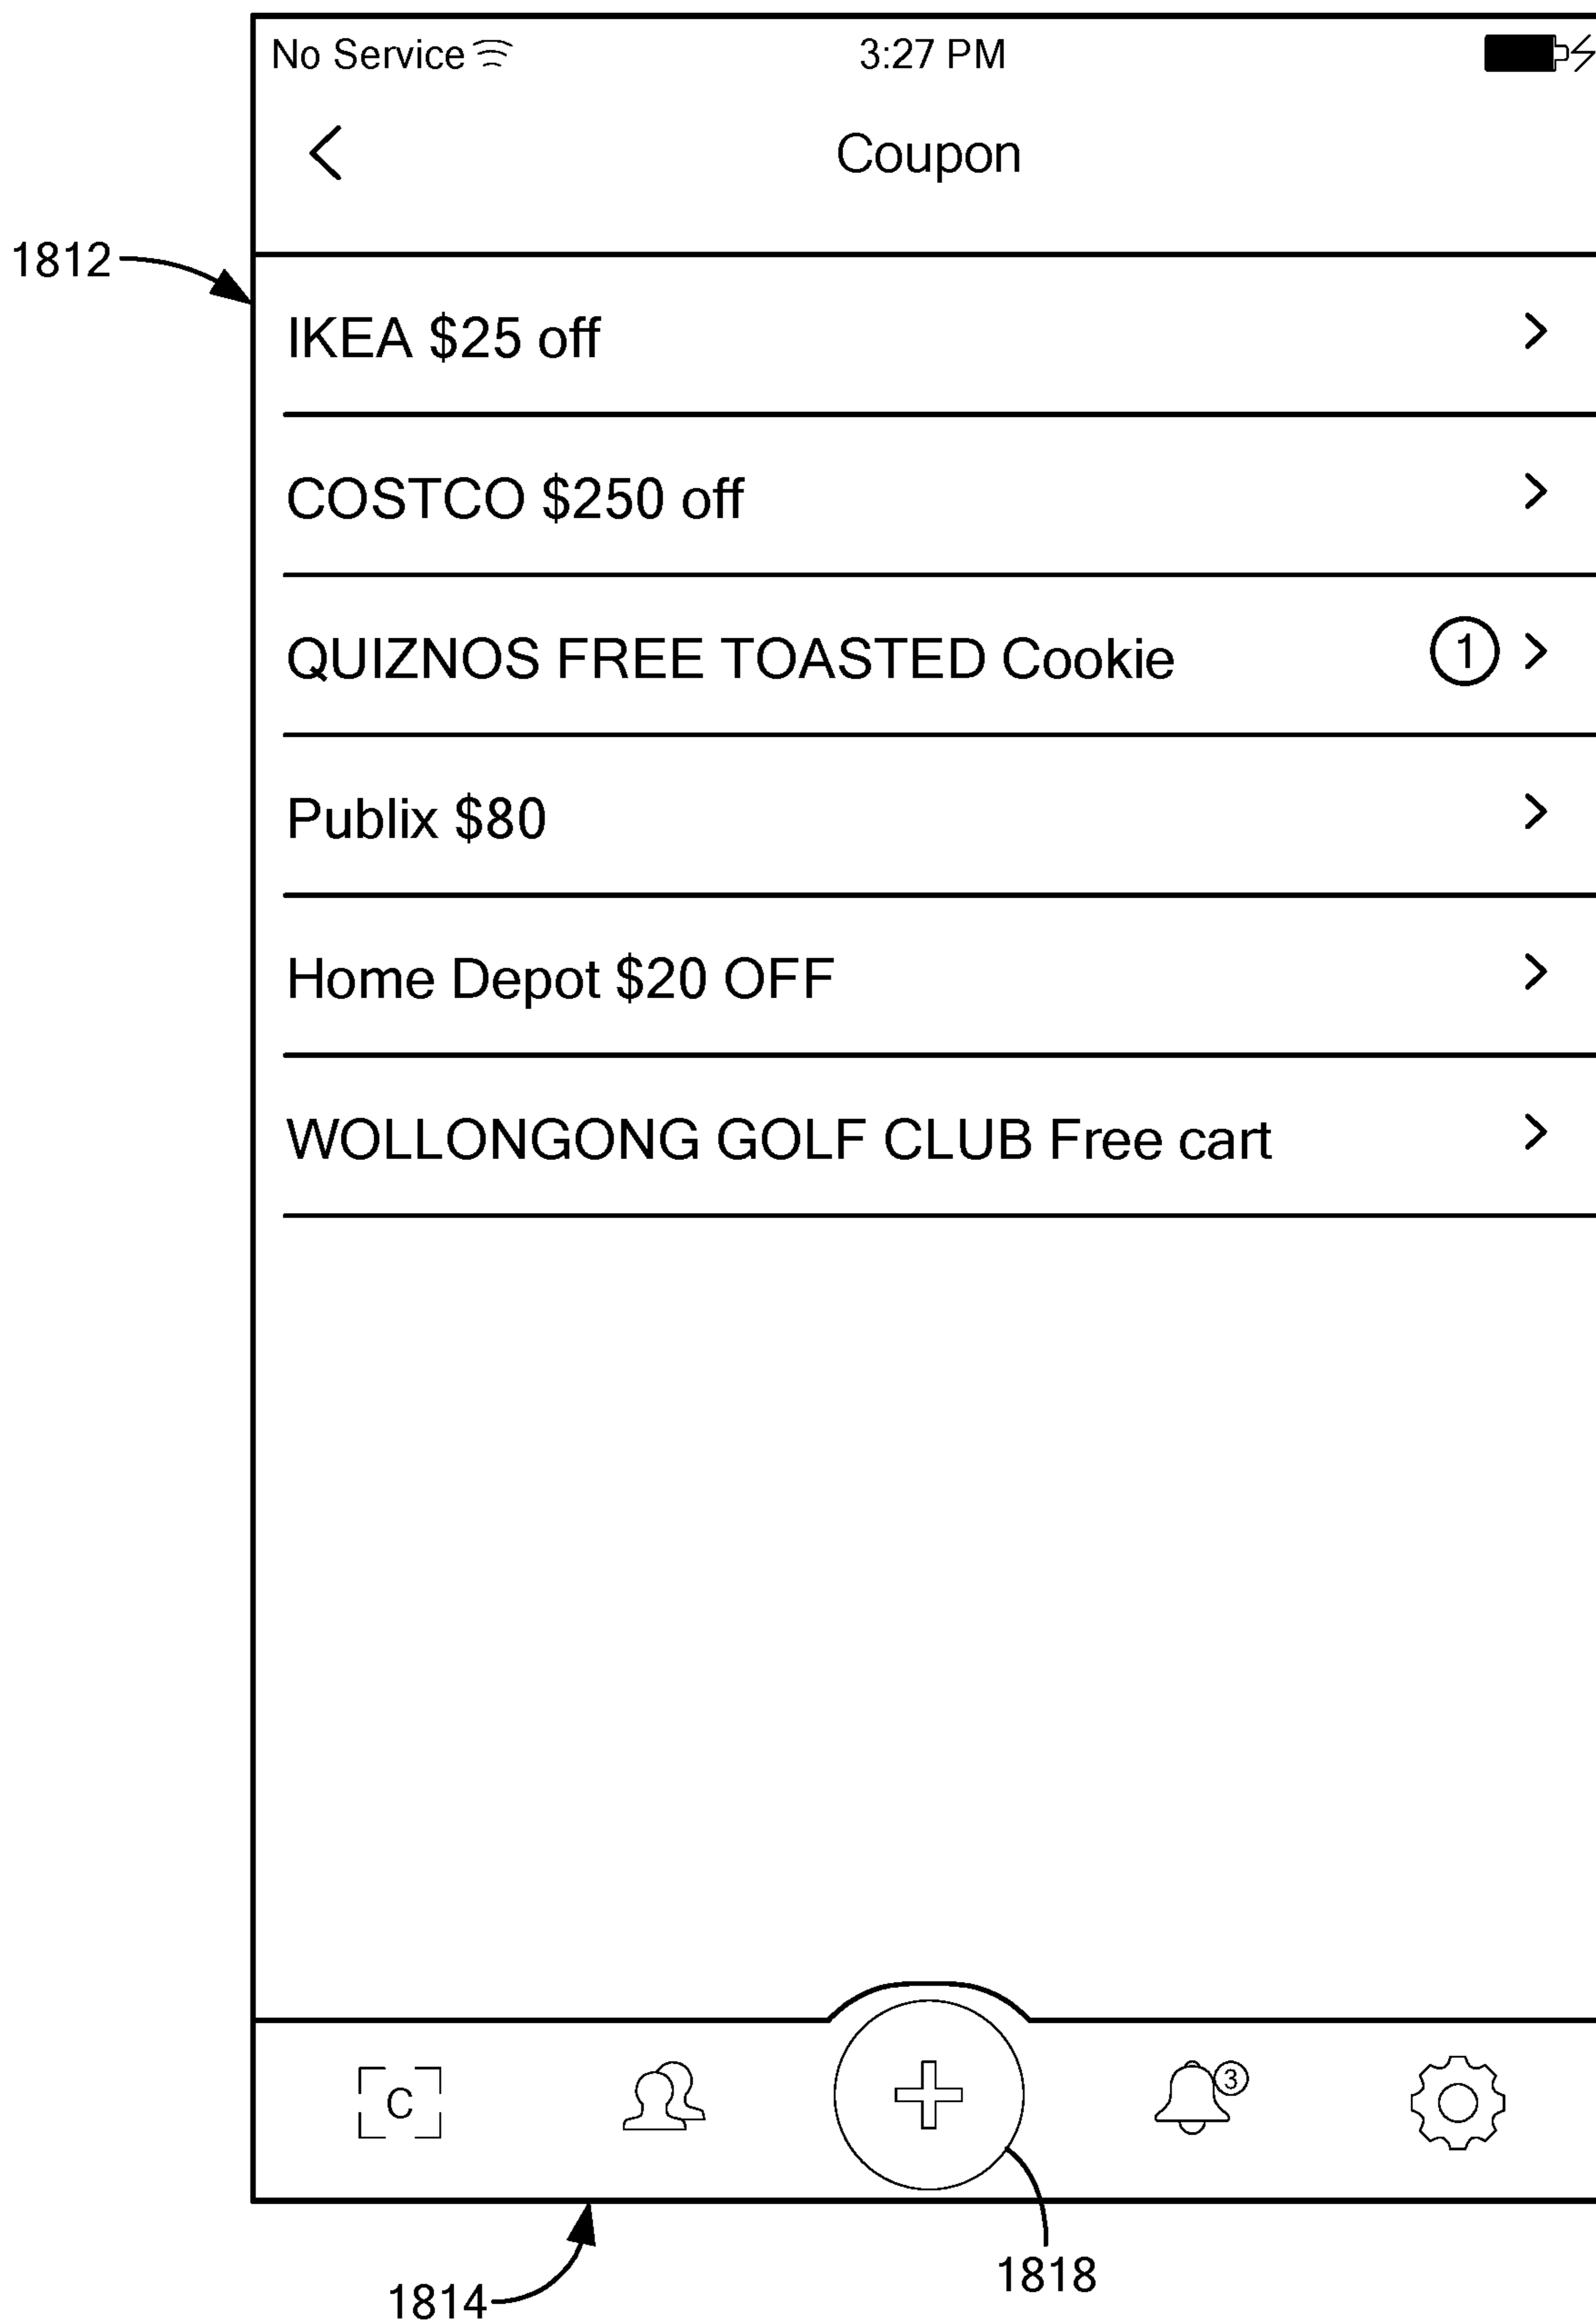 No Service 3:27 PM
Coupon
1812
IKEA $25 off
COSTCO $250 off
QUIZNOS FREE TOASTED Cookie 1
Publix $80
Home Depot $20 OFF
WOLLONGONG GOLF CLUB Free cart
C 3
1818
1814